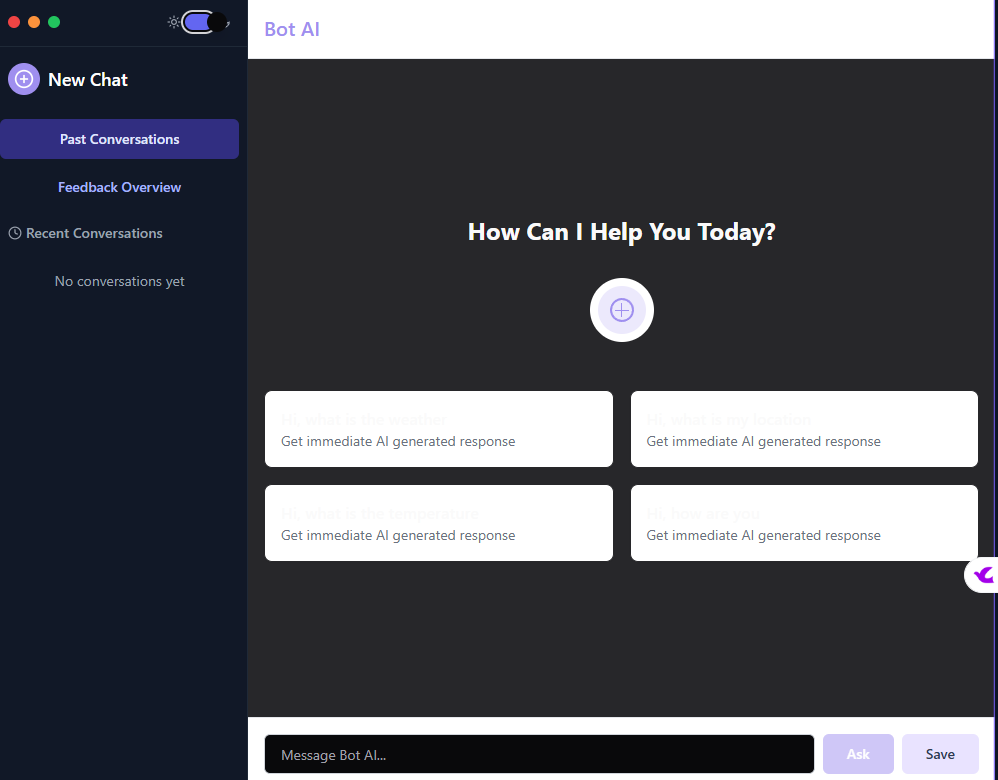 Bot AI
New Chat
Past Conversations
Feedback Overview
Recent Conversations
No conversations yet
How Can I Help You Today?
Hi, what is the weather
Get immediate AI generated response
Hi, what is my location
Get immediate AI generated response
Hi, what is the temperature
Get immediate AI generated response
Hi, how are you
Get immediate AI generated response
Message Bot AI...
Ask
Save